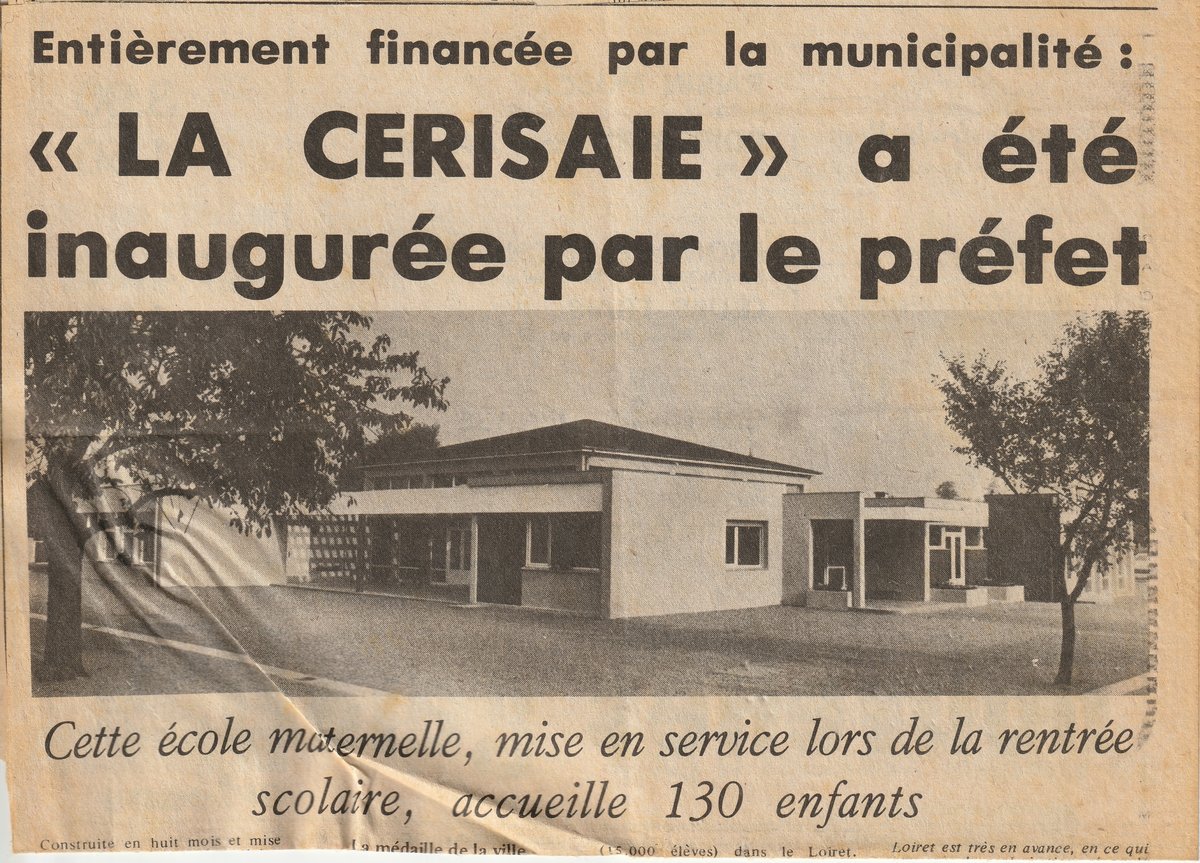 Entièrement financée par la municipalité :
« LA CERISAIE » a été
inaugurée par le préfet
Cette école maternelle, mise en service lors de la rentrée
scolaire, accueille 130 enfants
Construite en huit mois et mise
La médaille de la ville
(15.000 élèves) dans le Loiret.
Loiret est très en avance, en ce qui